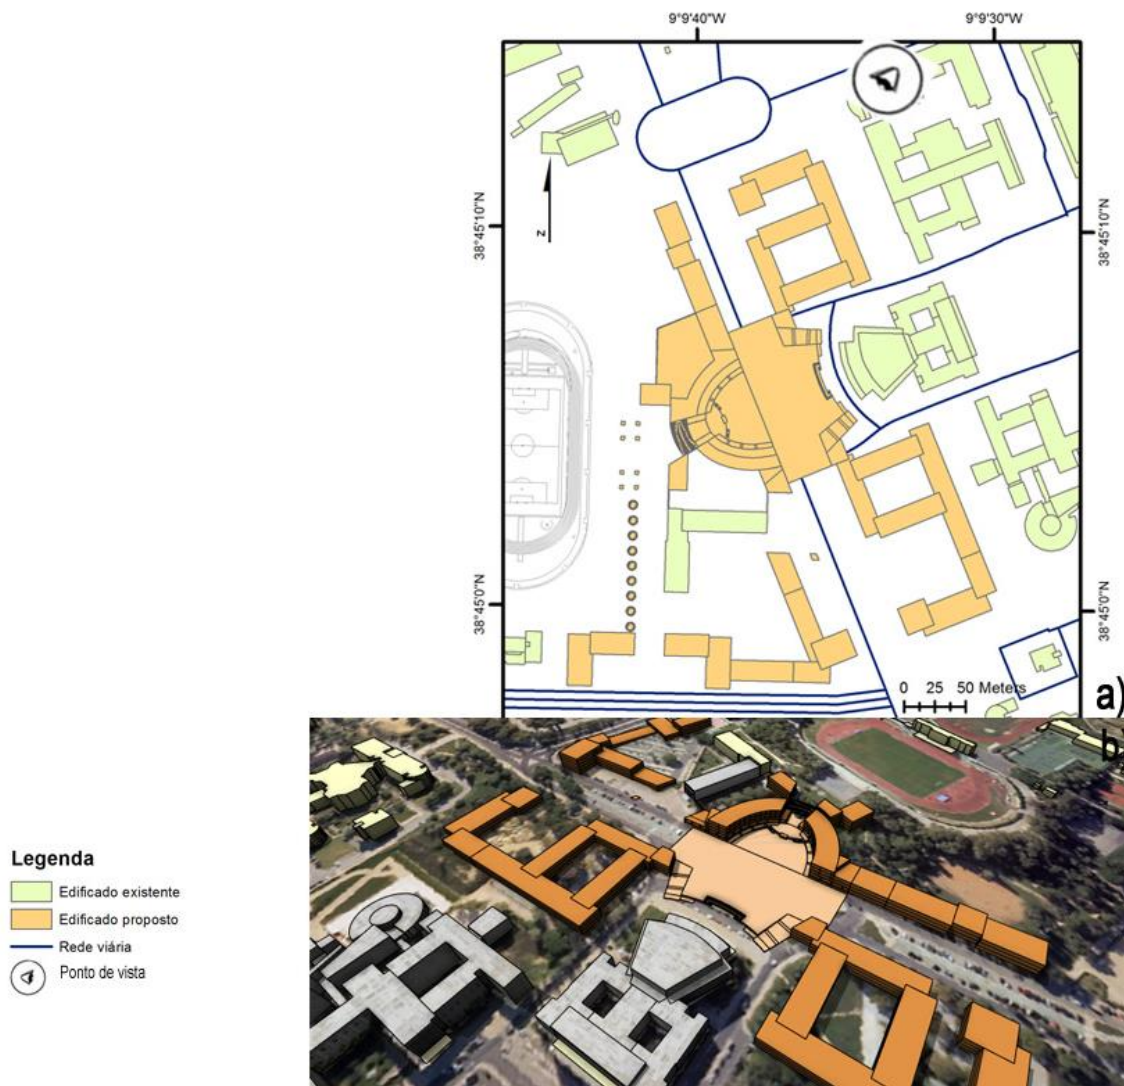 9°9'40"W
9°9'30"W
38°45'10"N
38°45'10"N
N
38°45'0"N
38°45'0"N
0 25 50 Meters
a)
b
Legenda
Edificado existente
Edificado proposto
Rede viária
Ponto de vista